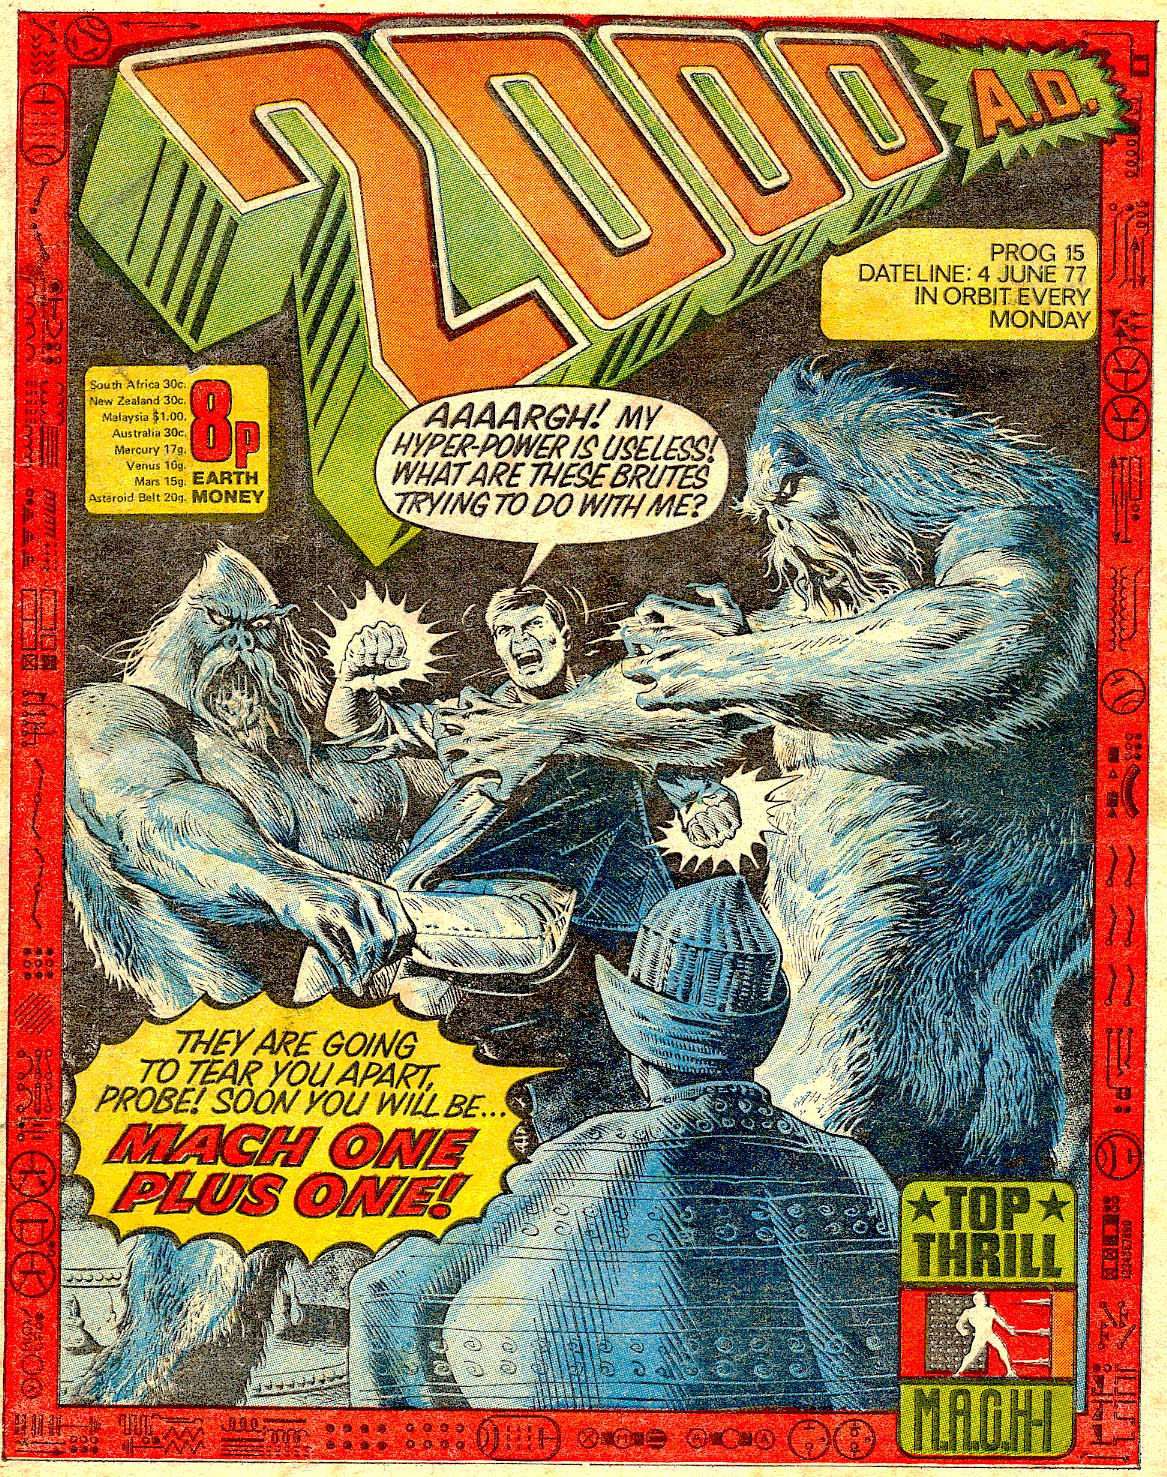 2000
A.D.
PROG 15
DATELINE: 4 JUNE 77
IN ORBIT EVERY
MONDAY
South Africa 30c.
New Zealand 30c.
Malaysia $1.00.
Australia 30c.
Mercury 17g.
Venus 16g.
Mars 15g.
Asteroid Belt 20g.
8p
EARTH
MONEY
AAAARGH! MY
HYPER-POWER IS USELESS!
WHAT ARE THESE BRUTES
TRYING TO DO WITH ME?
THEY ARE GOING
TO TEAR YOU APART,
PROBE! SOON YOU WILL BE...
MACH ONE
PLUS ONE!
TOP
THRILL
M.A.C.H-1
1234567890